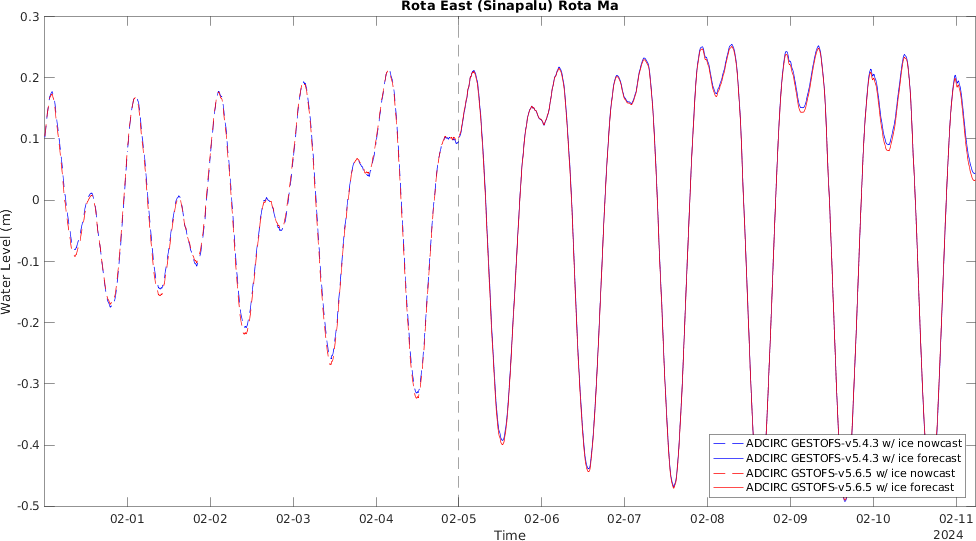 Rota East (Sinapalu) Rota Ma
0.3
0.2
0.1
0
-0.1
-0.2
-0.3
-0.4
-0.5
Water Level (m)
ADCIRC GESTOFS-v5.4.3 w/ ice nowcast
ADCIRC GESTOFS-v5.4.3 w/ ice forecast
ADCIRC GSTOFS-v5.6.5 w/ ice nowcast
ADCIRC GSTOFS-v5.6.5 w/ ice forecast
02-01 02-02 02-03 02-04 02-05 02-06 02-07 02-08 02-09 02-10 02-11
Time
2024